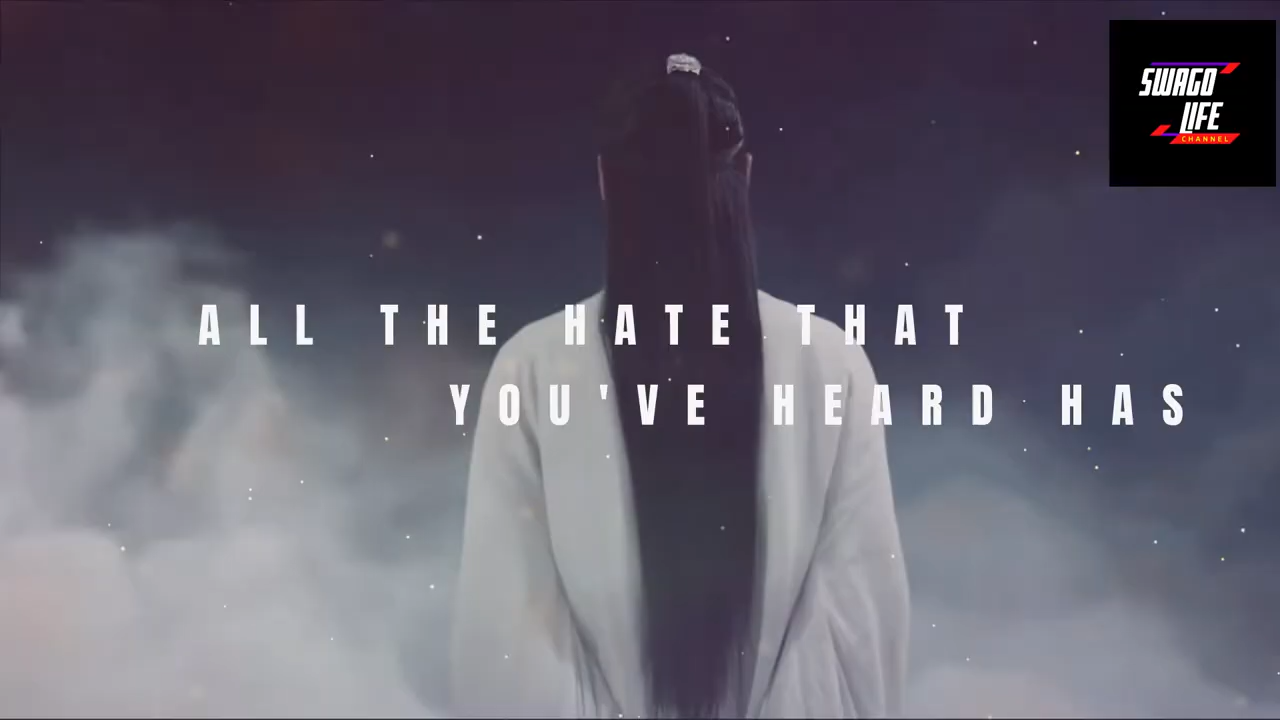 SWAGO
LIFE
CHANNEL
ALL THE HATE THAT
YOU'VE HEARD HAS